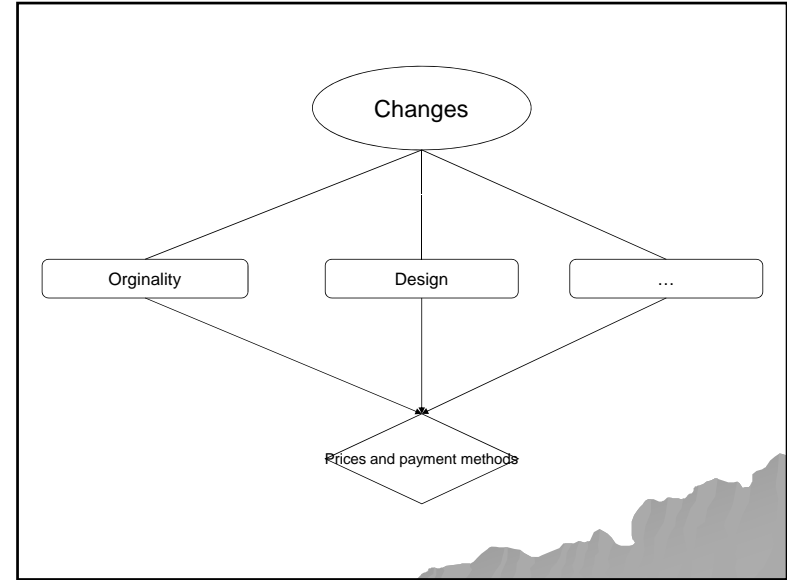 Changes
Orginality
Design
…
Prices and payment methods